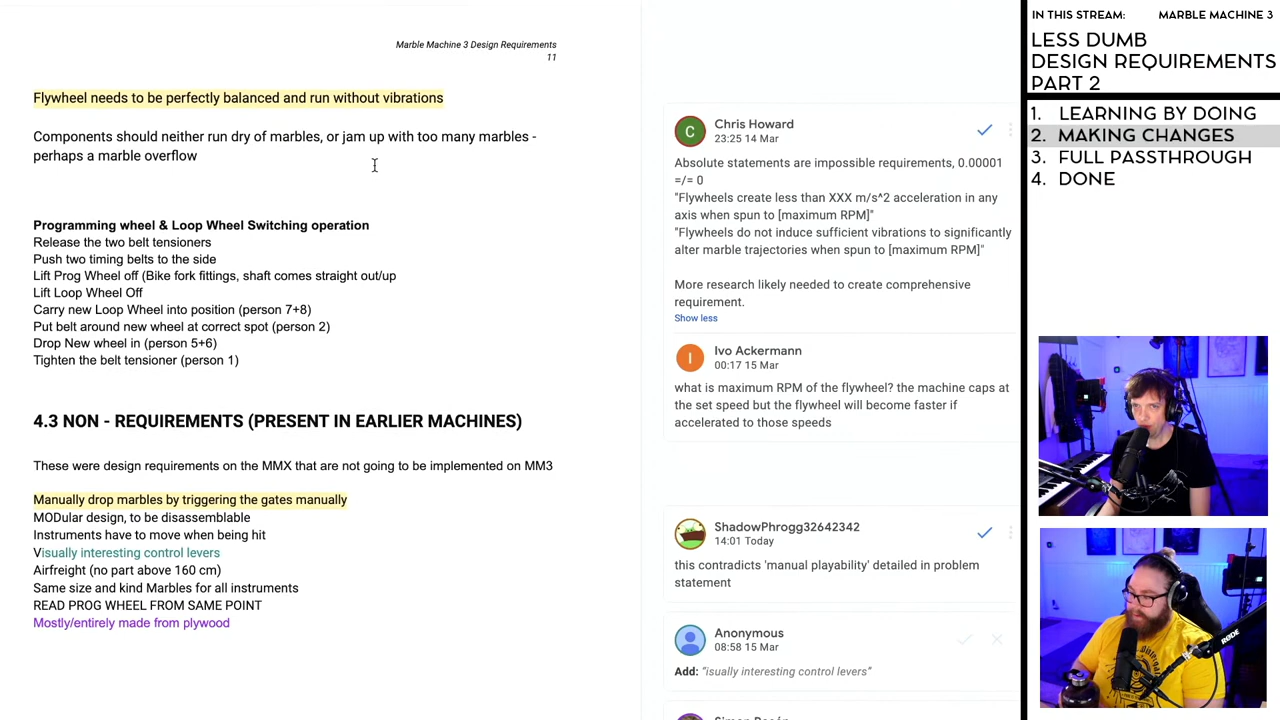 Marble Machine 3 Design Requirements
11
Flywheel needs to be perfectly balanced and run without vibrations
Components should neither run dry of marbles, or jam up with too many marbles -
perhaps a marble overflow
Programming wheel & Loop Wheel Switching operation
Release the two belt tensioners
Push two timing belts to the side
Lift Prog Wheel off (Bike fork fittings, shaft comes straight out/up
Lift Loop Wheel Off
Carry new Loop Wheel into position (person 7+8)
Put belt around new wheel at correct spot (person 2)
Drop New wheel in (person 5+6)
Tighten the belt tensioner (person 1)
4.3 NON - REQUIREMENTS (PRESENT IN EARLIER MACHINES)
These were design requirements on the MMX that are not going to be implemented on MM3
Manually drop marbles by triggering the gates manually
MODular design, to be disassemblable
Instruments have to move when being hit
Visually interesting control levers
Airfreight (no part above 160 cm)
Same size and kind Marbles for all instruments
READ PROG WHEEL FROM SAME POINT
Mostly/entirely made from plywood
C
Chris Howard
23:25 14 Mar
Absolute statements are impossible requirements, 0.00001
=/= 0
"Flywheels create less than XXX m/s^2 acceleration in any
axis when spun to [maximum RPM]"
"Flywheels do not induce sufficient vibrations to significantly
alter marble trajectories when spun to [maximum RPM]"
More research likely needed to create comprehensive
requirement.
Show less
I
Ivo Ackermann
00:17 15 Mar
what is maximum RPM of the flywheel? the machine caps at
the set speed but the flywheel will become faster if
accelerated to those speeds
ShadowPhrogg32642342
14:01 Today
this contradicts 'manual playability' detailed in problem
statement
Anonymous
08:58 15 Mar
Add: "isually interesting control levers"
IN THIS STREAM: MARBLE MACHINE 3
LESS DUMB
DESIGN REQUIREMENTS
PART 2
1. LEARNING BY DOING
2. MAKING CHANGES
3. FULL PASSTHROUGH
4. DONE
RØDE